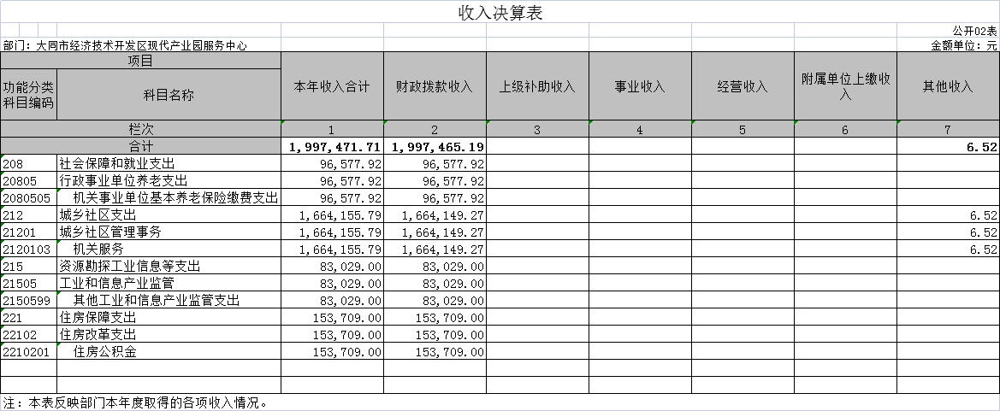 收入决算表
公开02表
部门：大同市经济技术开发区现代产业园服务中心 金额单位：元
项目 本年收入合计 财政拨款收入 上级补助收入 事业收入 经营收入 附属单位上缴收入 其他收入
功能分类科目编码 科目名称
栏次 1 2 3 4 5 6 7
合计 1,997,471.71 1,997,465.19 6.52
208 社会保障和就业支出 96,577.92 96,577.92
20805 行政事业单位养老支出 96,577.92 96,577.92
2080505 机关事业单位基本养老保险缴费支出 96,577.92 96,577.92
212 城乡社区支出 1,664,155.79 1,664,149.27 6.52
21201 城乡社区管理事务 1,664,155.79 1,664,149.27 6.52
2120103 机关服务 1,664,155.79 1,664,149.27 6.52
215 资源勘探工业信息等支出 83,029.00 83,029.00
21505 工业和信息产业监管 83,029.00 83,029.00
2150599 其他工业和信息产业监管支出 83,029.00 83,029.00
221 住房保障支出 153,709.00 153,709.00
22102 住房改革支出 153,709.00 153,709.00
2210201 住房公积金 153,709.00 153,709.00
注：本表反映部门本年度取得的各项收入情况。